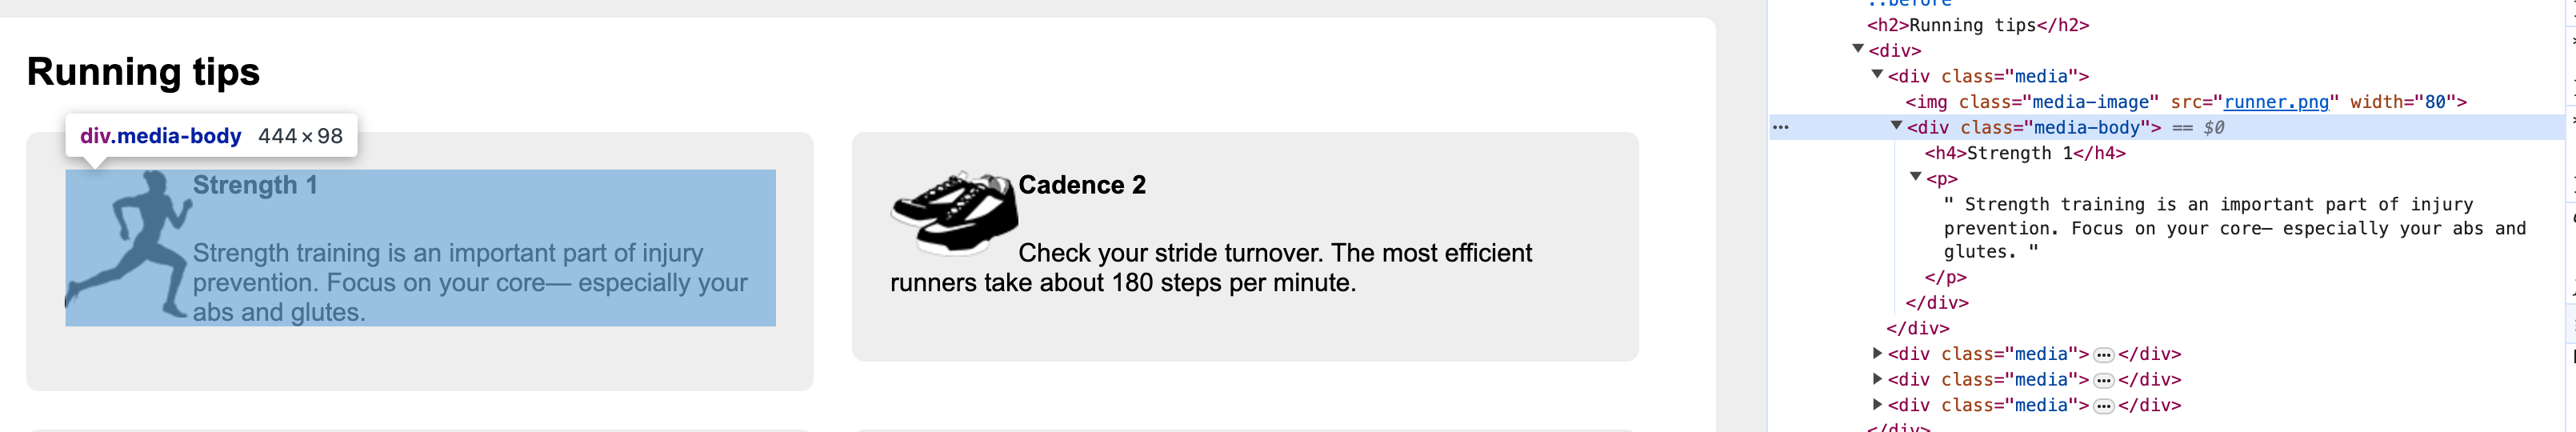 Running tips
div.media-body 444 × 98
Strength 1
Strength training is an important part of injury
prevention. Focus on your core— especially your
abs and glutes.
Cadence 2
Check your stride turnover. The most efficient
runners take about 180 steps per minute.
::before
<h2>Running tips</h2>
▼ <div>
▼ <div class="media">
<img class="media-image" src="runner.png" width="80">
••• ▼ <div class="media-body"> == $0
<h4>Strength 1</h4>
▼ <p>
" Strength training is an important part of injury
prevention. Focus on your core— especially your abs and
glutes. "
</p>
</div>
</div>
▶ <div class="media"> ••• </div>
▶ <div class="media"> ••• </div>
▶ <div class="media"> ••• </div>
</div>